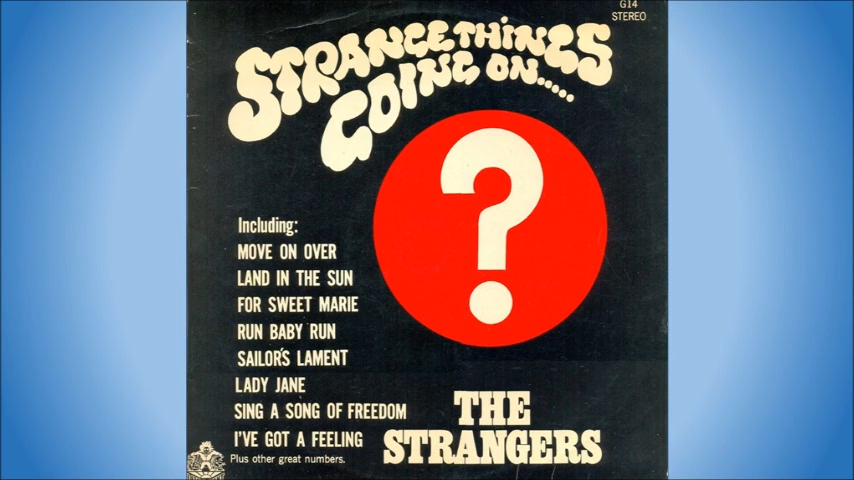 G14
STEREO
STRANGE THINGS
GOING ON.....
?
Including:
MOVE ON OVER
LAND IN THE SUN
FOR SWEET MARIE
RUN BABY RUN
SAILOR'S LAMENT
LADY JANE
SING A SONG OF FREEDOM
I'VE GOT A FEELING
Plus other great numbers.
THE
STRANGERS